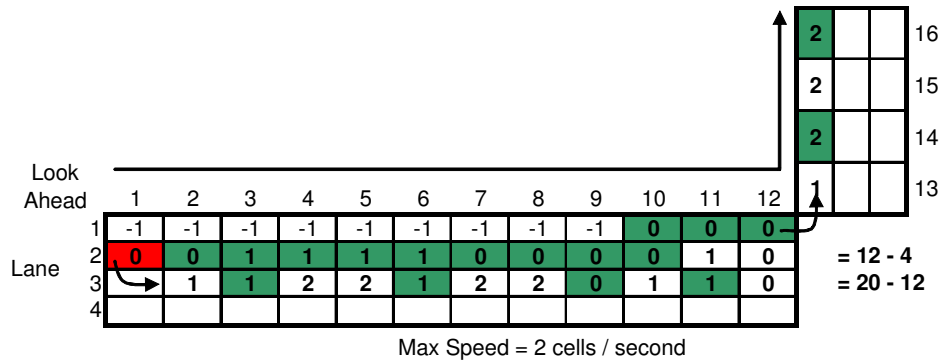 2 16
2 15
2 14
Look
Ahead 1 2 3 4 5 6 7 8 9 10 11 12 1 13
1 -1 -1 -1 -1 -1 -1 -1 -1 -1 0 0 0
2 0 0 1 1 1 1 0 0 0 0 1 0 = 12 - 4
Lane
3 1 1 2 2 1 2 2 0 1 1 0 = 20 - 12
4
Max Speed = 2 cells / second